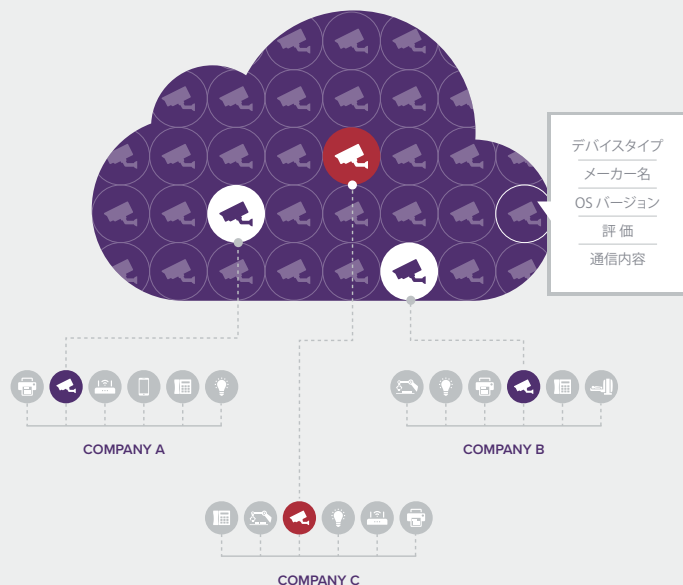 デバイスタイプ
メーカー名
OS バージョン
評 価
通信内容
COMPANY A
COMPANY B
COMPANY C